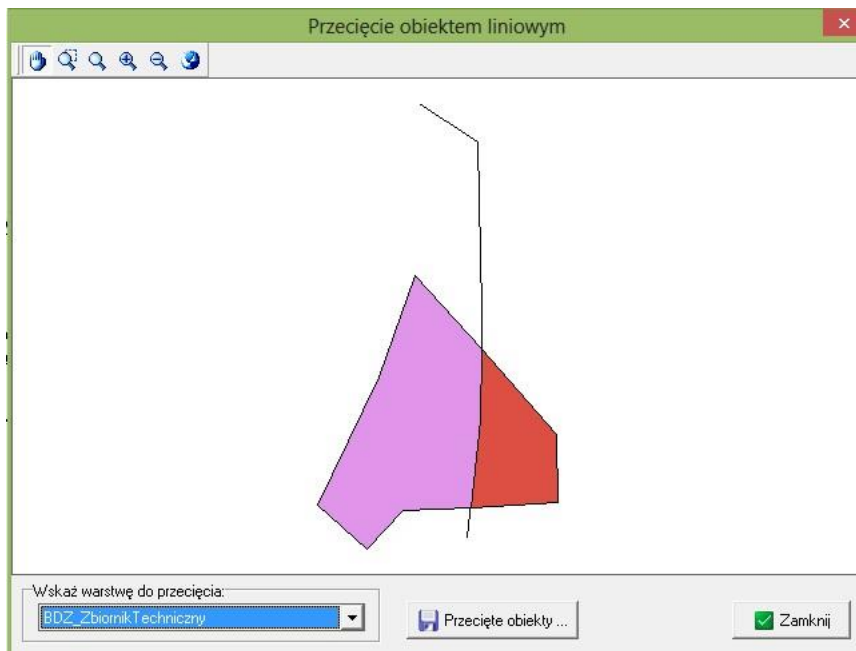 Przecięcie obiektem liniowym
Wskaż warstwę do przecięcia:
BDZ_ZbiornikTechniczny
Przecięte obiekty ...
Zamknij